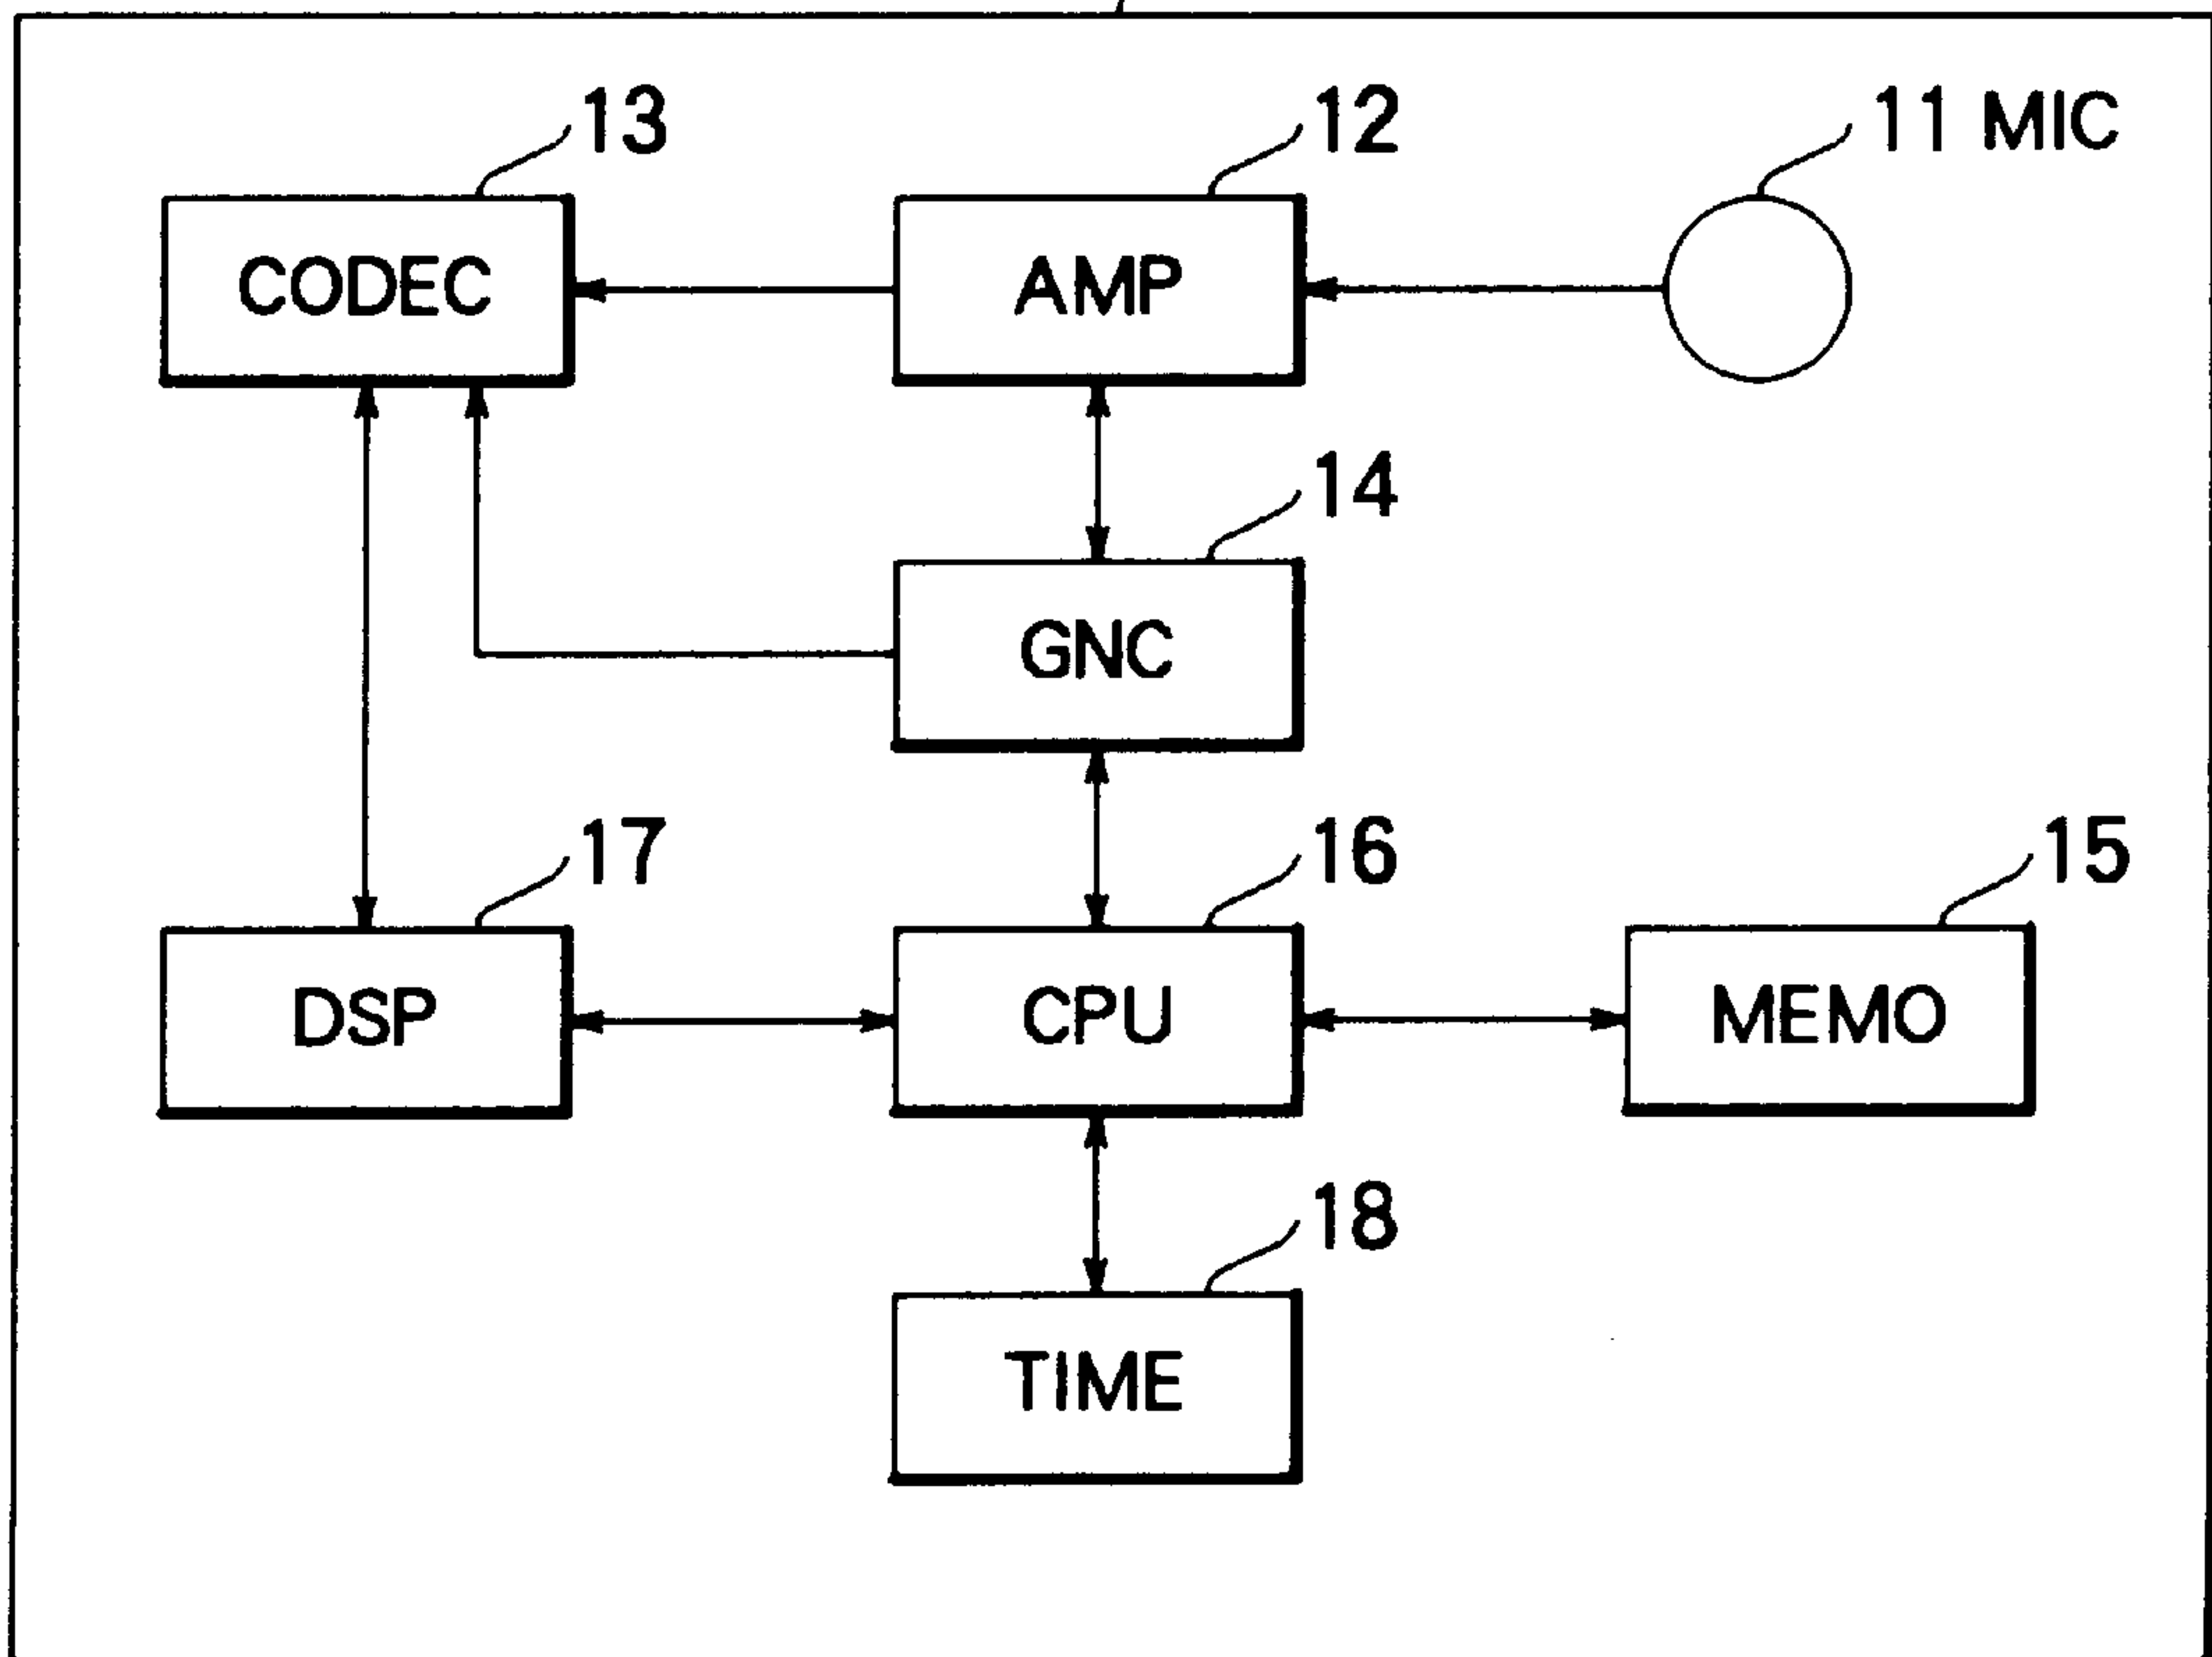 13
12
11 MIC
CODEC
AMP
14
GNC
17
16
15
DSP
CPU
MEMO
18
TIME